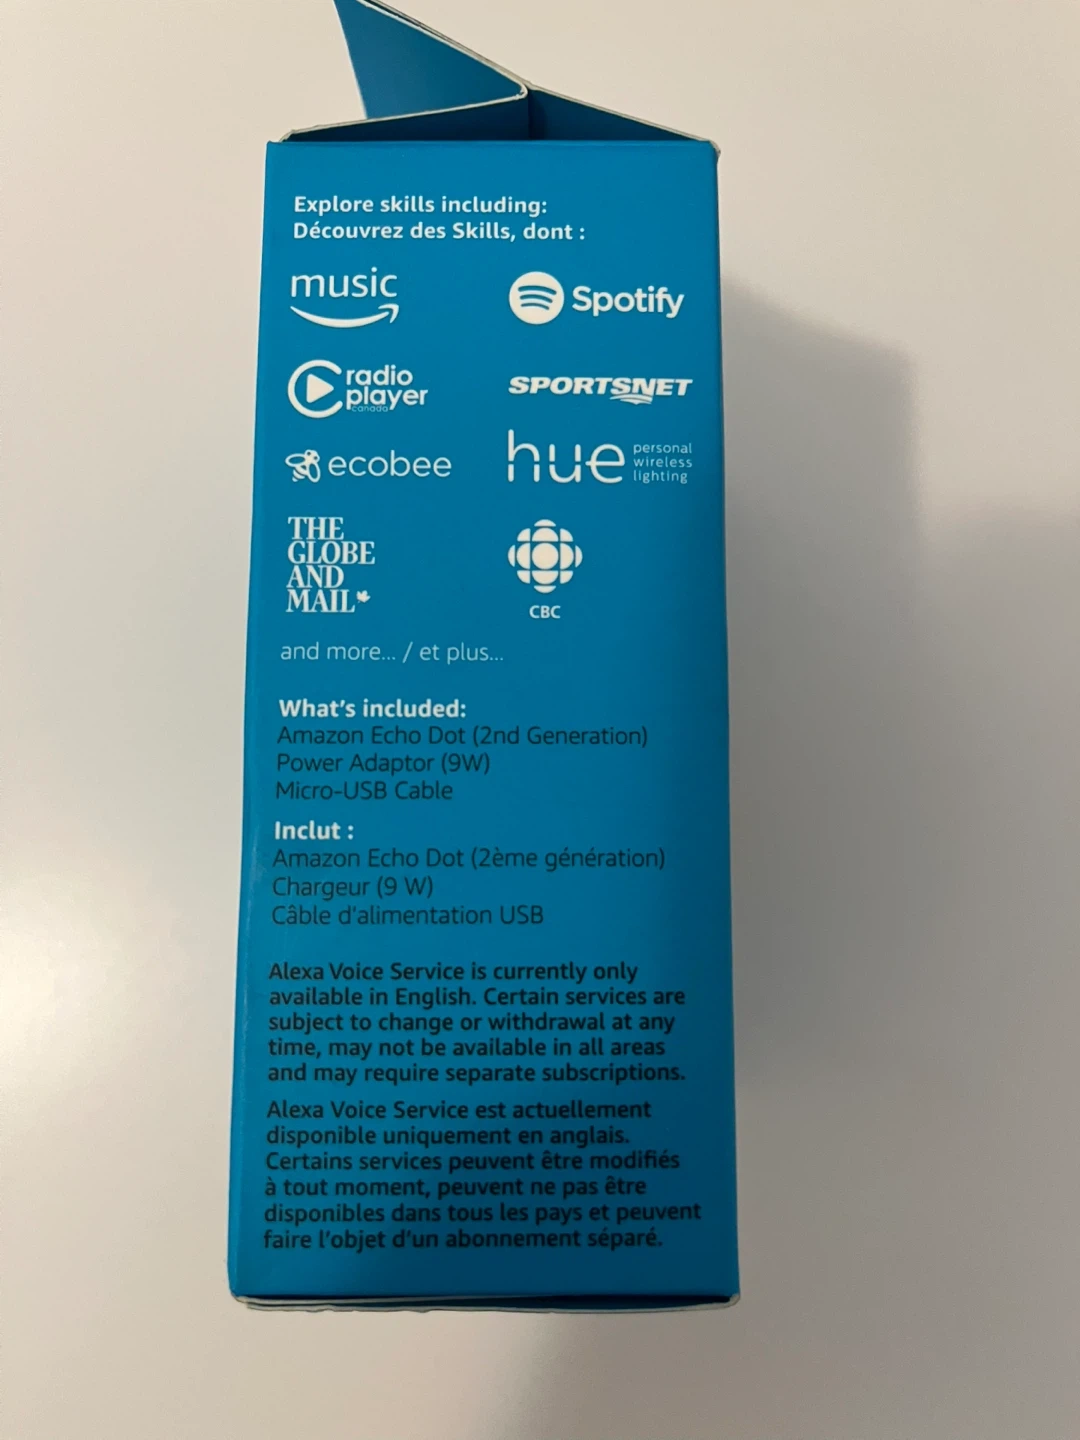 Explore skills including:
Découvrez des Skills, dont :
music
Spotify
radio
player
canada
SPORTSNET
ecobee
hue personal
wireless
lighting
THE
GLOBE
AND
MAIL
CBC
and more... / et plus...
What's included:
Amazon Echo Dot (2nd Generation)
Power Adaptor (9W)
Micro-USB Cable
Inclut :
Amazon Echo Dot (2ème génération)
Chargeur (9 W)
Câble d'alimentation USB
Alexa Voice Service is currently only
available in English. Certain services are
subject to change or withdrawal at any
time, may not be available in all areas
and may require separate subscriptions.
Alexa Voice Service est actuellement
disponible uniquement en anglais.
Certains services peuvent être modifiés
à tout moment, peuvent ne pas être
disponibles dans tous les pays et peuvent
faire l'objet d'un abonnement séparé.